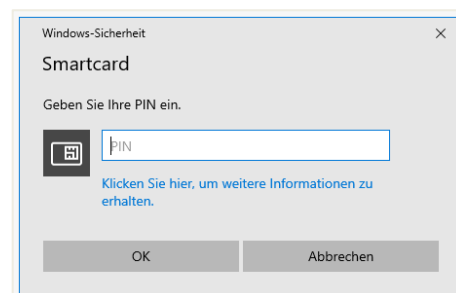 Windows-Sicherheit
Smartcard
Geben Sie Ihre PIN ein.
PIN
Klicken Sie hier, um weitere Informationen zu
erhalten.
OK
Abbrechen